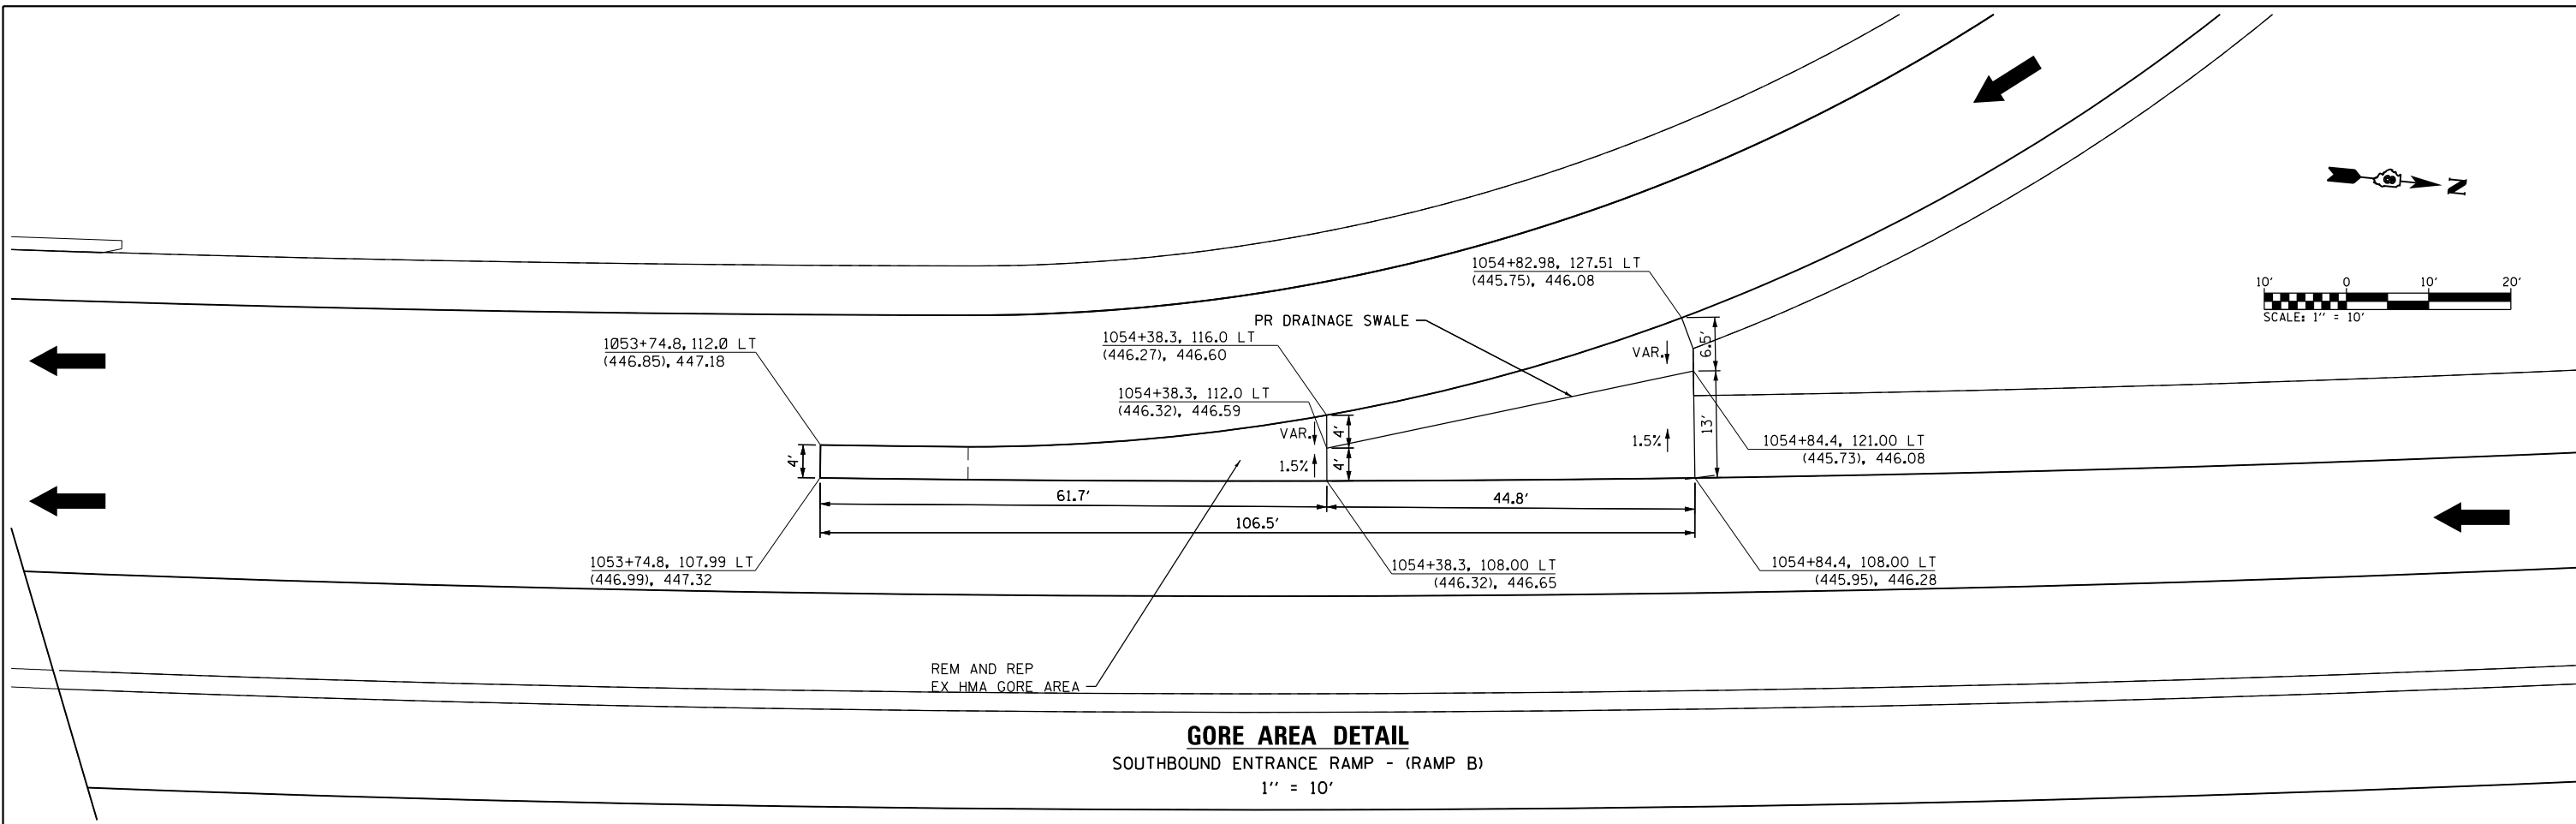 N
10' 0 10' 20'
SCALE: 1'' = 10'
1054+82.98, 127.51 LT
(445.75), 446.08
PR DRAINAGE SWALE
1054+38.3, 116.0 LT
(446.27), 446.60
1053+74.8, 112.0 LT
(446.85), 447.18
VAR.
6.5'
1054+38.3, 112.0 LT
(446.32), 446.59
VAR.
4'
13'
1.5%
1054+84.4, 121.00 LT
(445.73), 446.08
4'
1.5%
4'
61.7'
44.8'
106.5'
1053+74.8, 107.99 LT
(446.99), 447.32
1054+38.3, 108.00 LT
(446.32), 446.65
1054+84.4, 108.00 LT
(445.95), 446.28
REM AND REP
EX HMA GORE AREA
GORE AREA DETAIL
SOUTHBOUND ENTRANCE RAMP - (RAMP B)
1'' = 10'